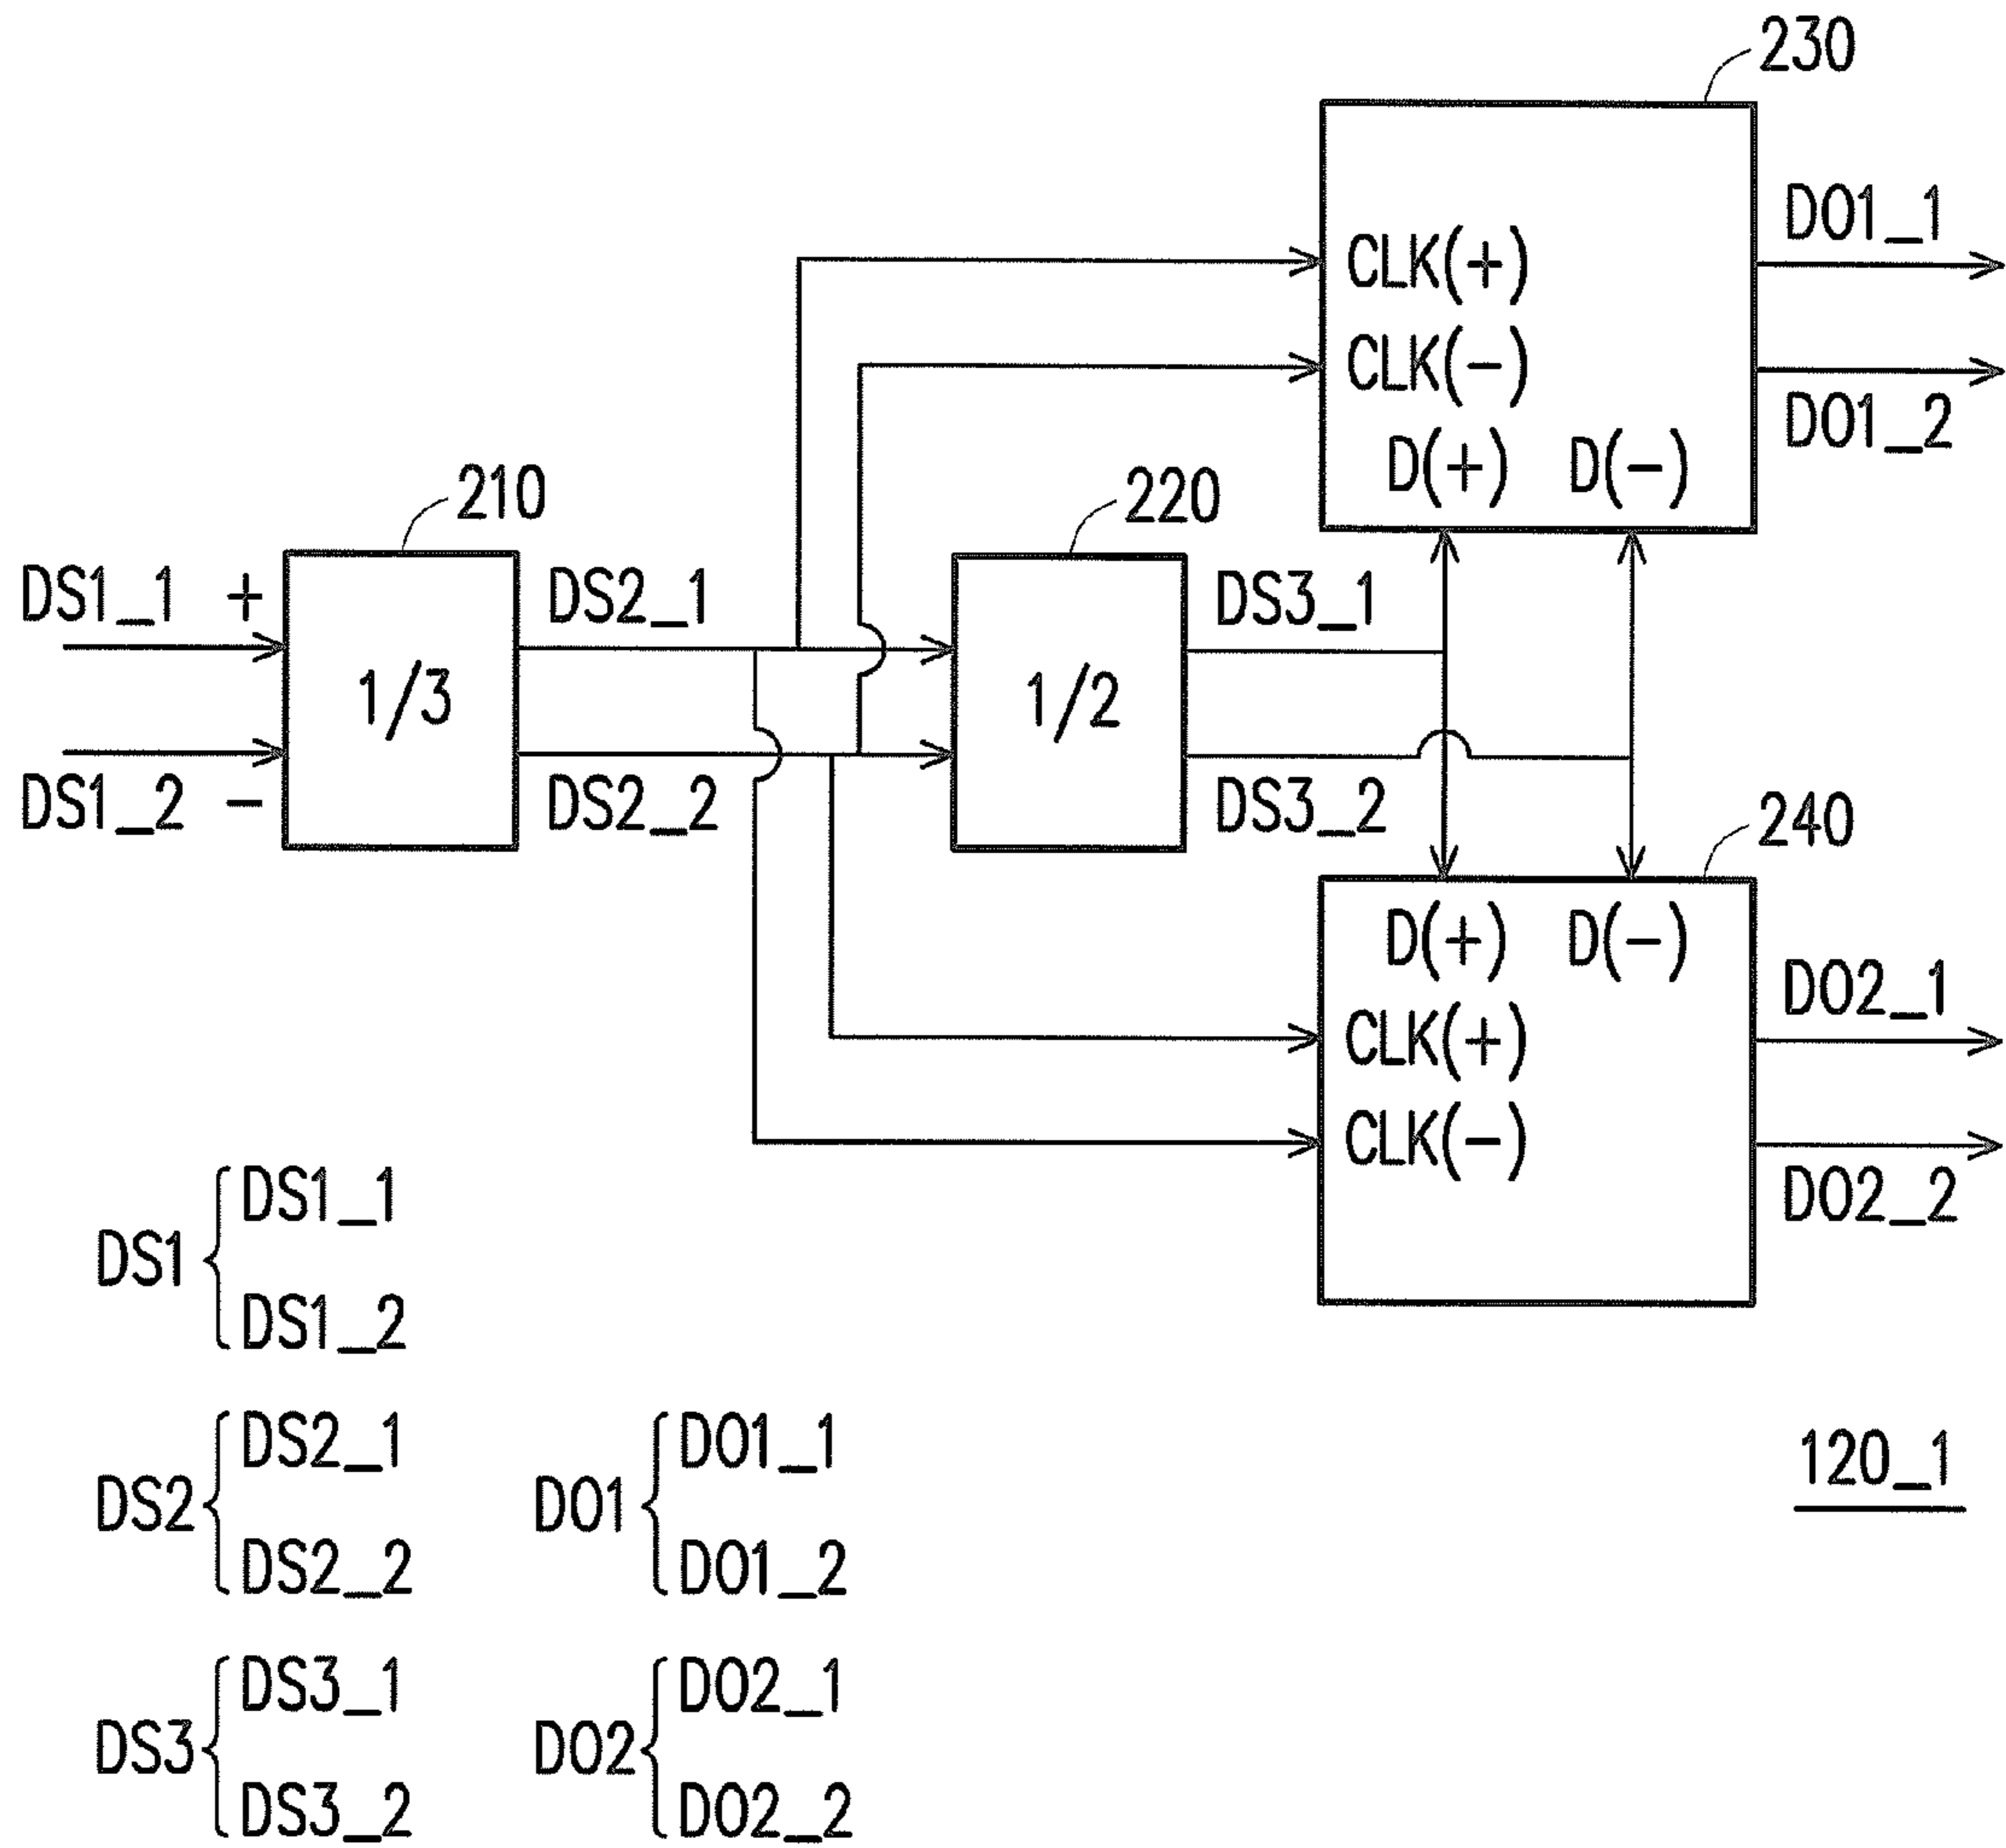 230
DO1_1
CLK(+)
CLK(-)
DO1_2
D(+) D(-)
210
220
DS1_1 +
DS2_1
DS3_1
1/3
1/2
DS1_2 -
DS2_2
DS3_2
240
D(+) D(-)
DO2_1
CLK(+)
CLK(-)
DO2_2
DS1 { DS1_1
DS1_2
DS2 { DS2_1
DS2_2
DO1 { DO1_1
DO1_2
120_1
DS3 { DS3_1
DS3_2
DO2 { DO2_1
DO2_2